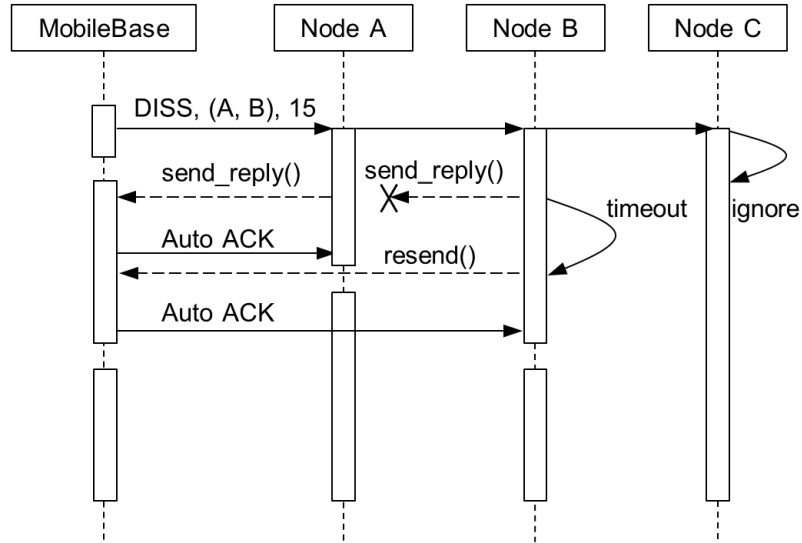 MobileBase
Node A
Node B
Node C
DISS, (A, B), 15
send_reply()
send_reply()
timeout
ignore
Auto ACK
resend()
Auto ACK